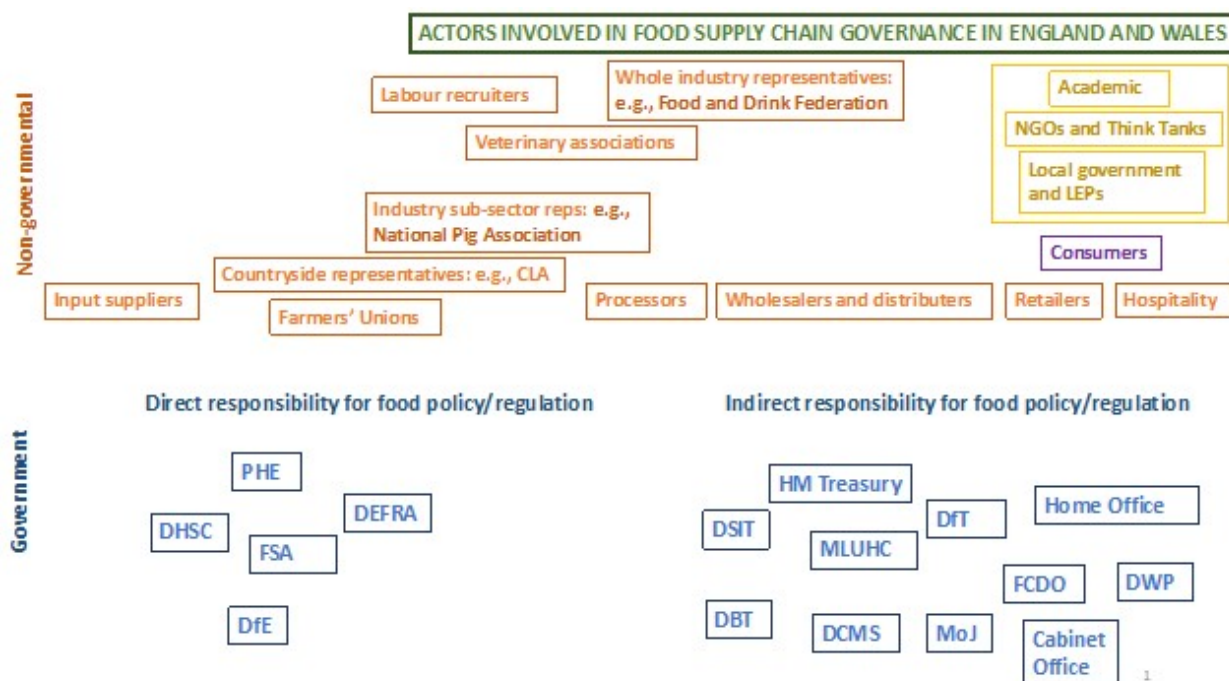 ACTORS INVOLVED IN FOOD SUPPLY CHAIN GOVERNANCE IN ENGLAND AND WALES
Non-governmental
Labour recruiters
Whole industry representatives:
e.g., Food and Drink Federation
Veterinary associations
Academic
NGOs and Think Tanks
Local government
and LEPs
Industry sub-sector reps: e.g.,
National Pig Association
Consumers
Countryside representatives: e.g., CLA
Input suppliers
Farmers' Unions
Processors
Wholesalers and distributers
Retailers
Hospitality
Government
Direct responsibility for food policy/regulation
PHE
DEFRA
DHSC
FSA
DfE
Indirect responsibility for food policy/regulation
HM Treasury
Home Office
DSIT
DfT
MLUHC
FCDO
DWP
DBT
DCMS
MoJ
Cabinet
Office
1